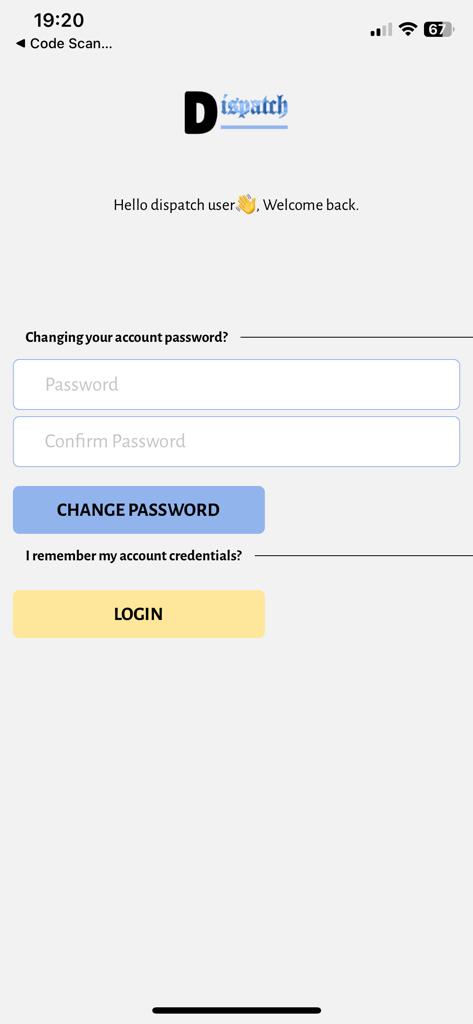 19:20
67
◀ Code Scan...
Dispatch
Hello dispatch user👋, Welcome back.
Changing your account password?
Password
Confirm Password
CHANGE PASSWORD
I remember my account credentials?
LOGIN